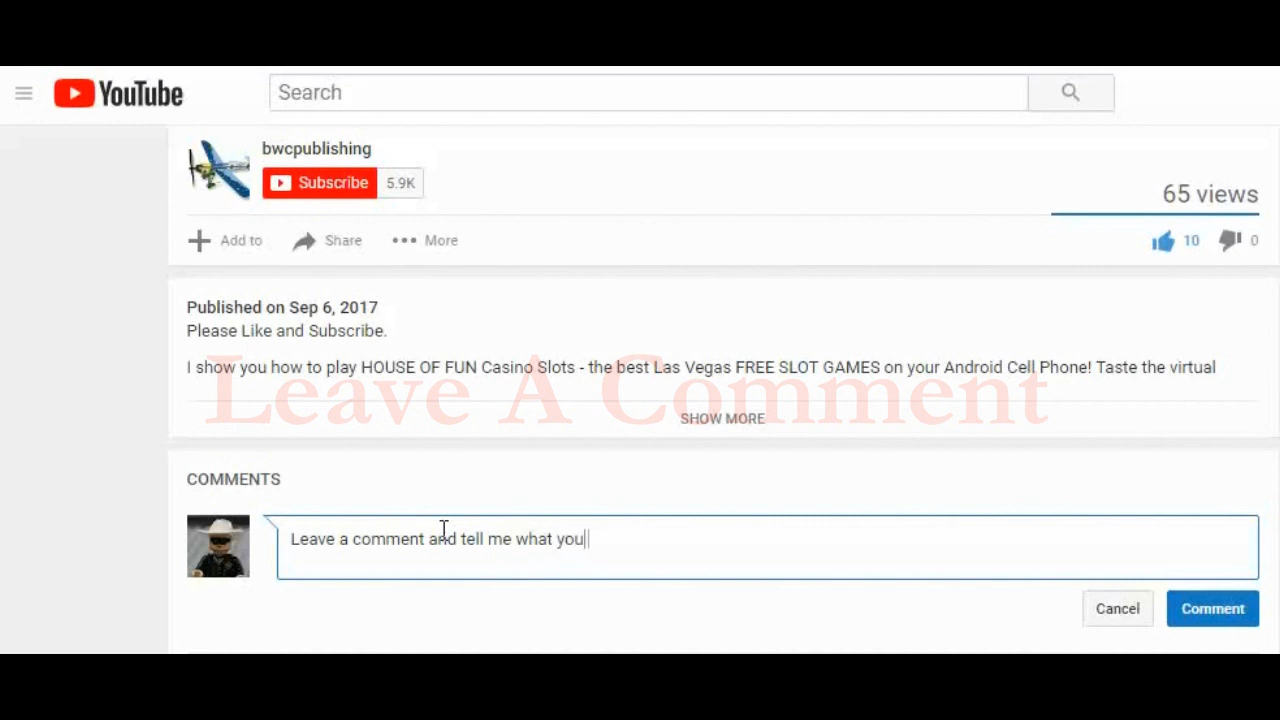 YouTube
Search
bwcpublishing
Subscribe 5.9K
65 views
Add to Share More
10 0
Published on Sep 6, 2017
Please Like and Subscribe.
I show you how to play HOUSE OF FUN Casino Slots - the best Las Vegas FREE SLOT GAMES on your Android Cell Phone! Taste the virtual
Leave A Comment
SHOW MORE
COMMENTS
Leave a comment and tell me what you
Cancel Comment